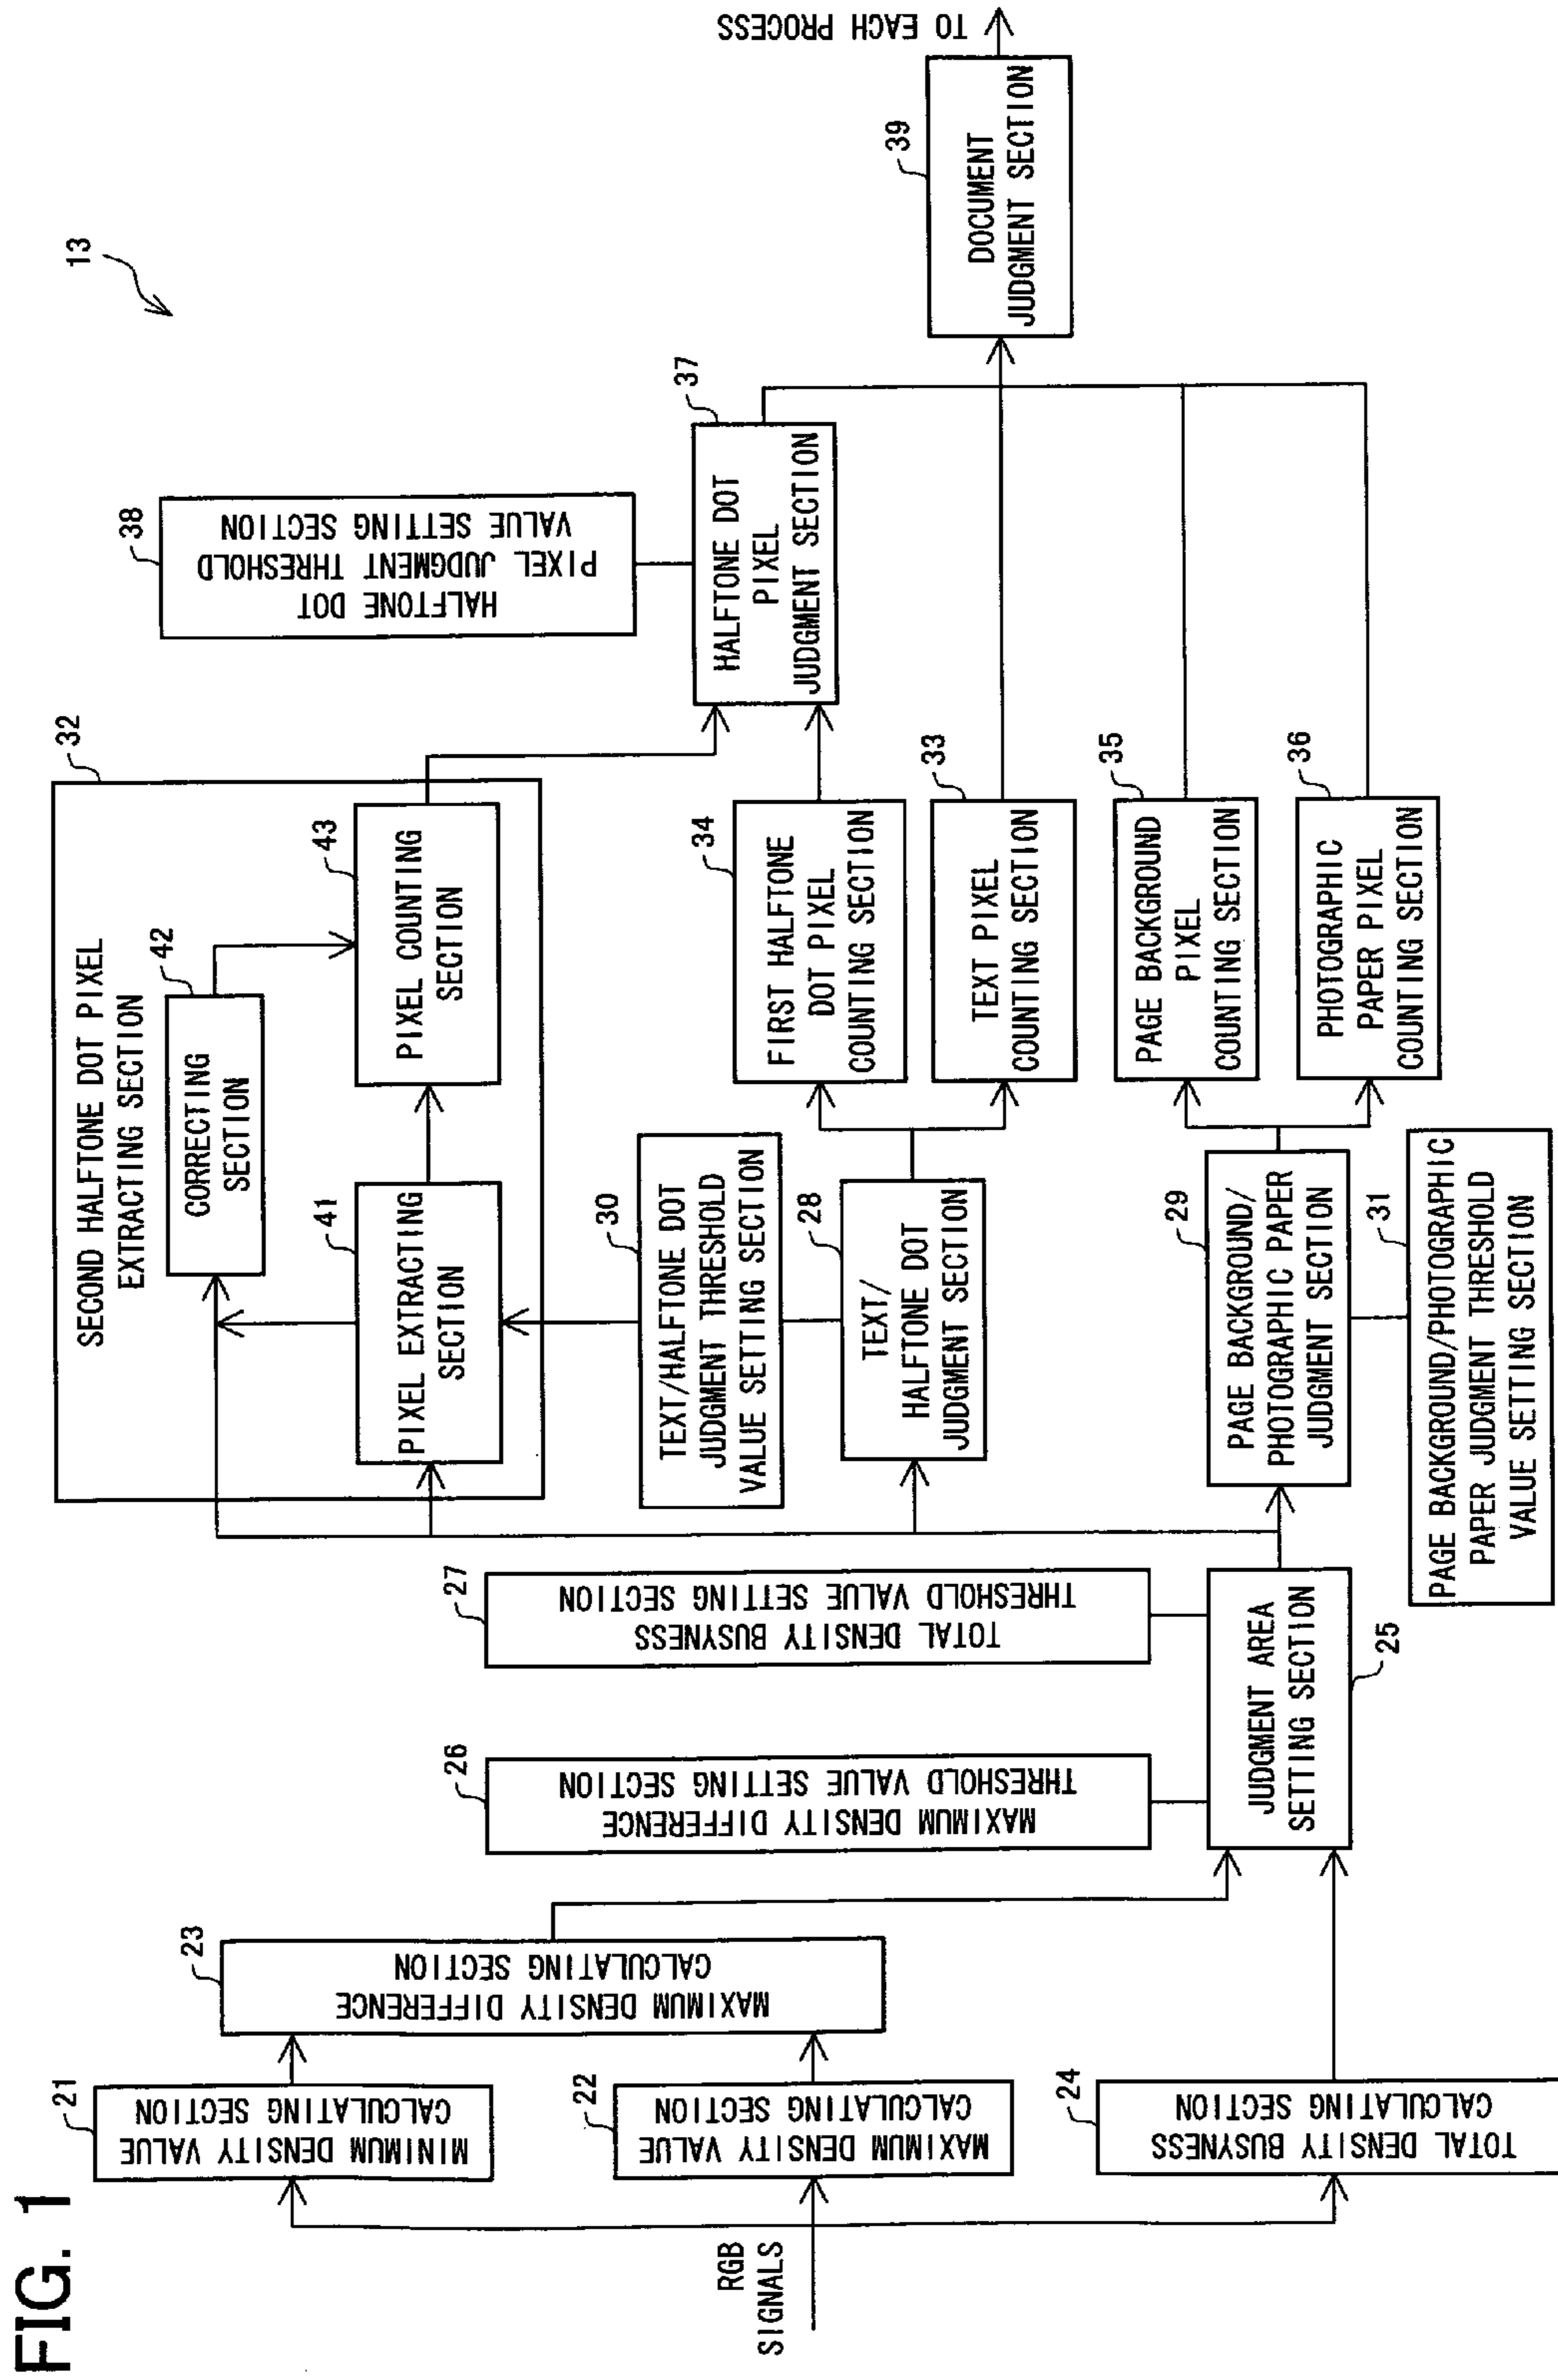 FIG. 1
13
RGB
SIGNALS
21
MINIMUM DENSITY VALUE
CALCULATING SECTION
22
MAXIMUM DENSITY VALUE
CALCULATING SECTION
24
TOTAL DENSITY BUSYNESS
CALCULATING SECTION
23
MAXIMUM DENSITY DIFFERENCE
CALCULATING SECTION
26
MAXIMUM DENSITY DIFFERENCE
THRESHOLD VALUE SETTING SECTION
27
TOTAL DENSITY BUSYNESS
THRESHOLD VALUE SETTING SECTION
JUDGMENT AREA
SETTING SECTION
25
32
SECOND HALFTONE DOT PIXEL
EXTRACTING SECTION
42
CORRECTING
SECTION
41
PIXEL EXTRACTING
SECTION
43
PIXEL COUNTING
SECTION
30
TEXT/HALFTONE DOT
JUDGMENT THRESHOLD
VALUE SETTING SECTION
28
TEXT/
HALFTONE DOT
JUDGMENT SECTION
29
PAGE BACKGROUND/
PHOTOGRAPHIC PAPER
JUDGMENT SECTION
31
PAGE BACKGROUND/PHOTOGRAPHIC
PAPER JUDGMENT THRESHOLD
VALUE SETTING SECTION
34
FIRST HALFTONE
DOT PIXEL
COUNTING SECTION
33
TEXT PIXEL
COUNTING SECTION
35
PAGE BACKGROUND
PIXEL
COUNTING SECTION
36
PHOTOGRAPHIC
PAPER PIXEL
COUNTING SECTION
38
HALFTONE DOT
PIXEL JUDGMENT THRESHOLD
VALUE SETTING SECTION
37
HALFTONE DOT
PIXEL
JUDGMENT SECTION
39
DOCUMENT
JUDGMENT SECTION
TO EACH PROCESS